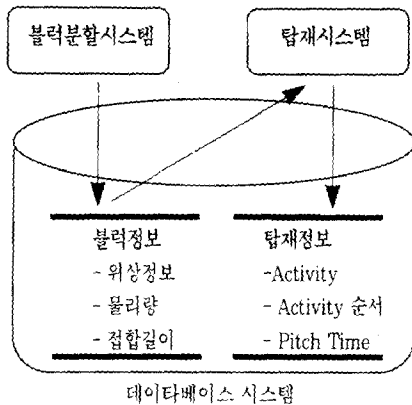 블럭분할시스템
탑재시스템
블럭정보
- 위상정보
- 물리량
- 접합길이
탑재정보
-Activity
- Activity 순서
- Pitch Time
데이타베이스 시스템